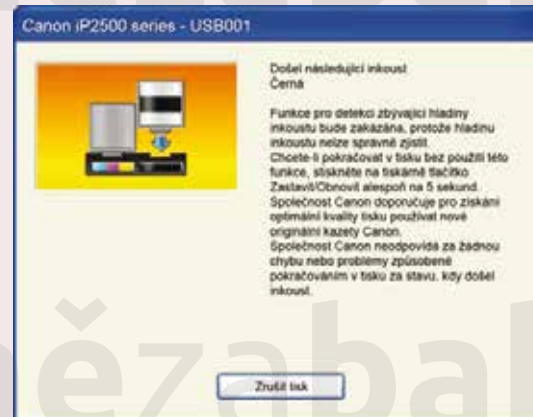 Canon iP2500 series - USB001
Došel následující inkoust
Černá
Funkce pro detekci zbývající hladiny
inkoustu bude zakázána, protože hladinu
inkoustu nelze správně zjistit.
Chcete-li pokračovat v tisku bez použití této
funkce, stiskněte na tiskárně tlačítko
Zastavit/Obnovit alespoň na 5 sekund.
Společnost Canon doporučuje pro získání
optimální kvality tisku používat nové
originální kazety Canon.
Společnost Canon neodpovídá za žádnou
chybu nebo problémy způsobené
pokračováním v tisku za stavu, kdy došel
inkoust.
Zrušit tisk